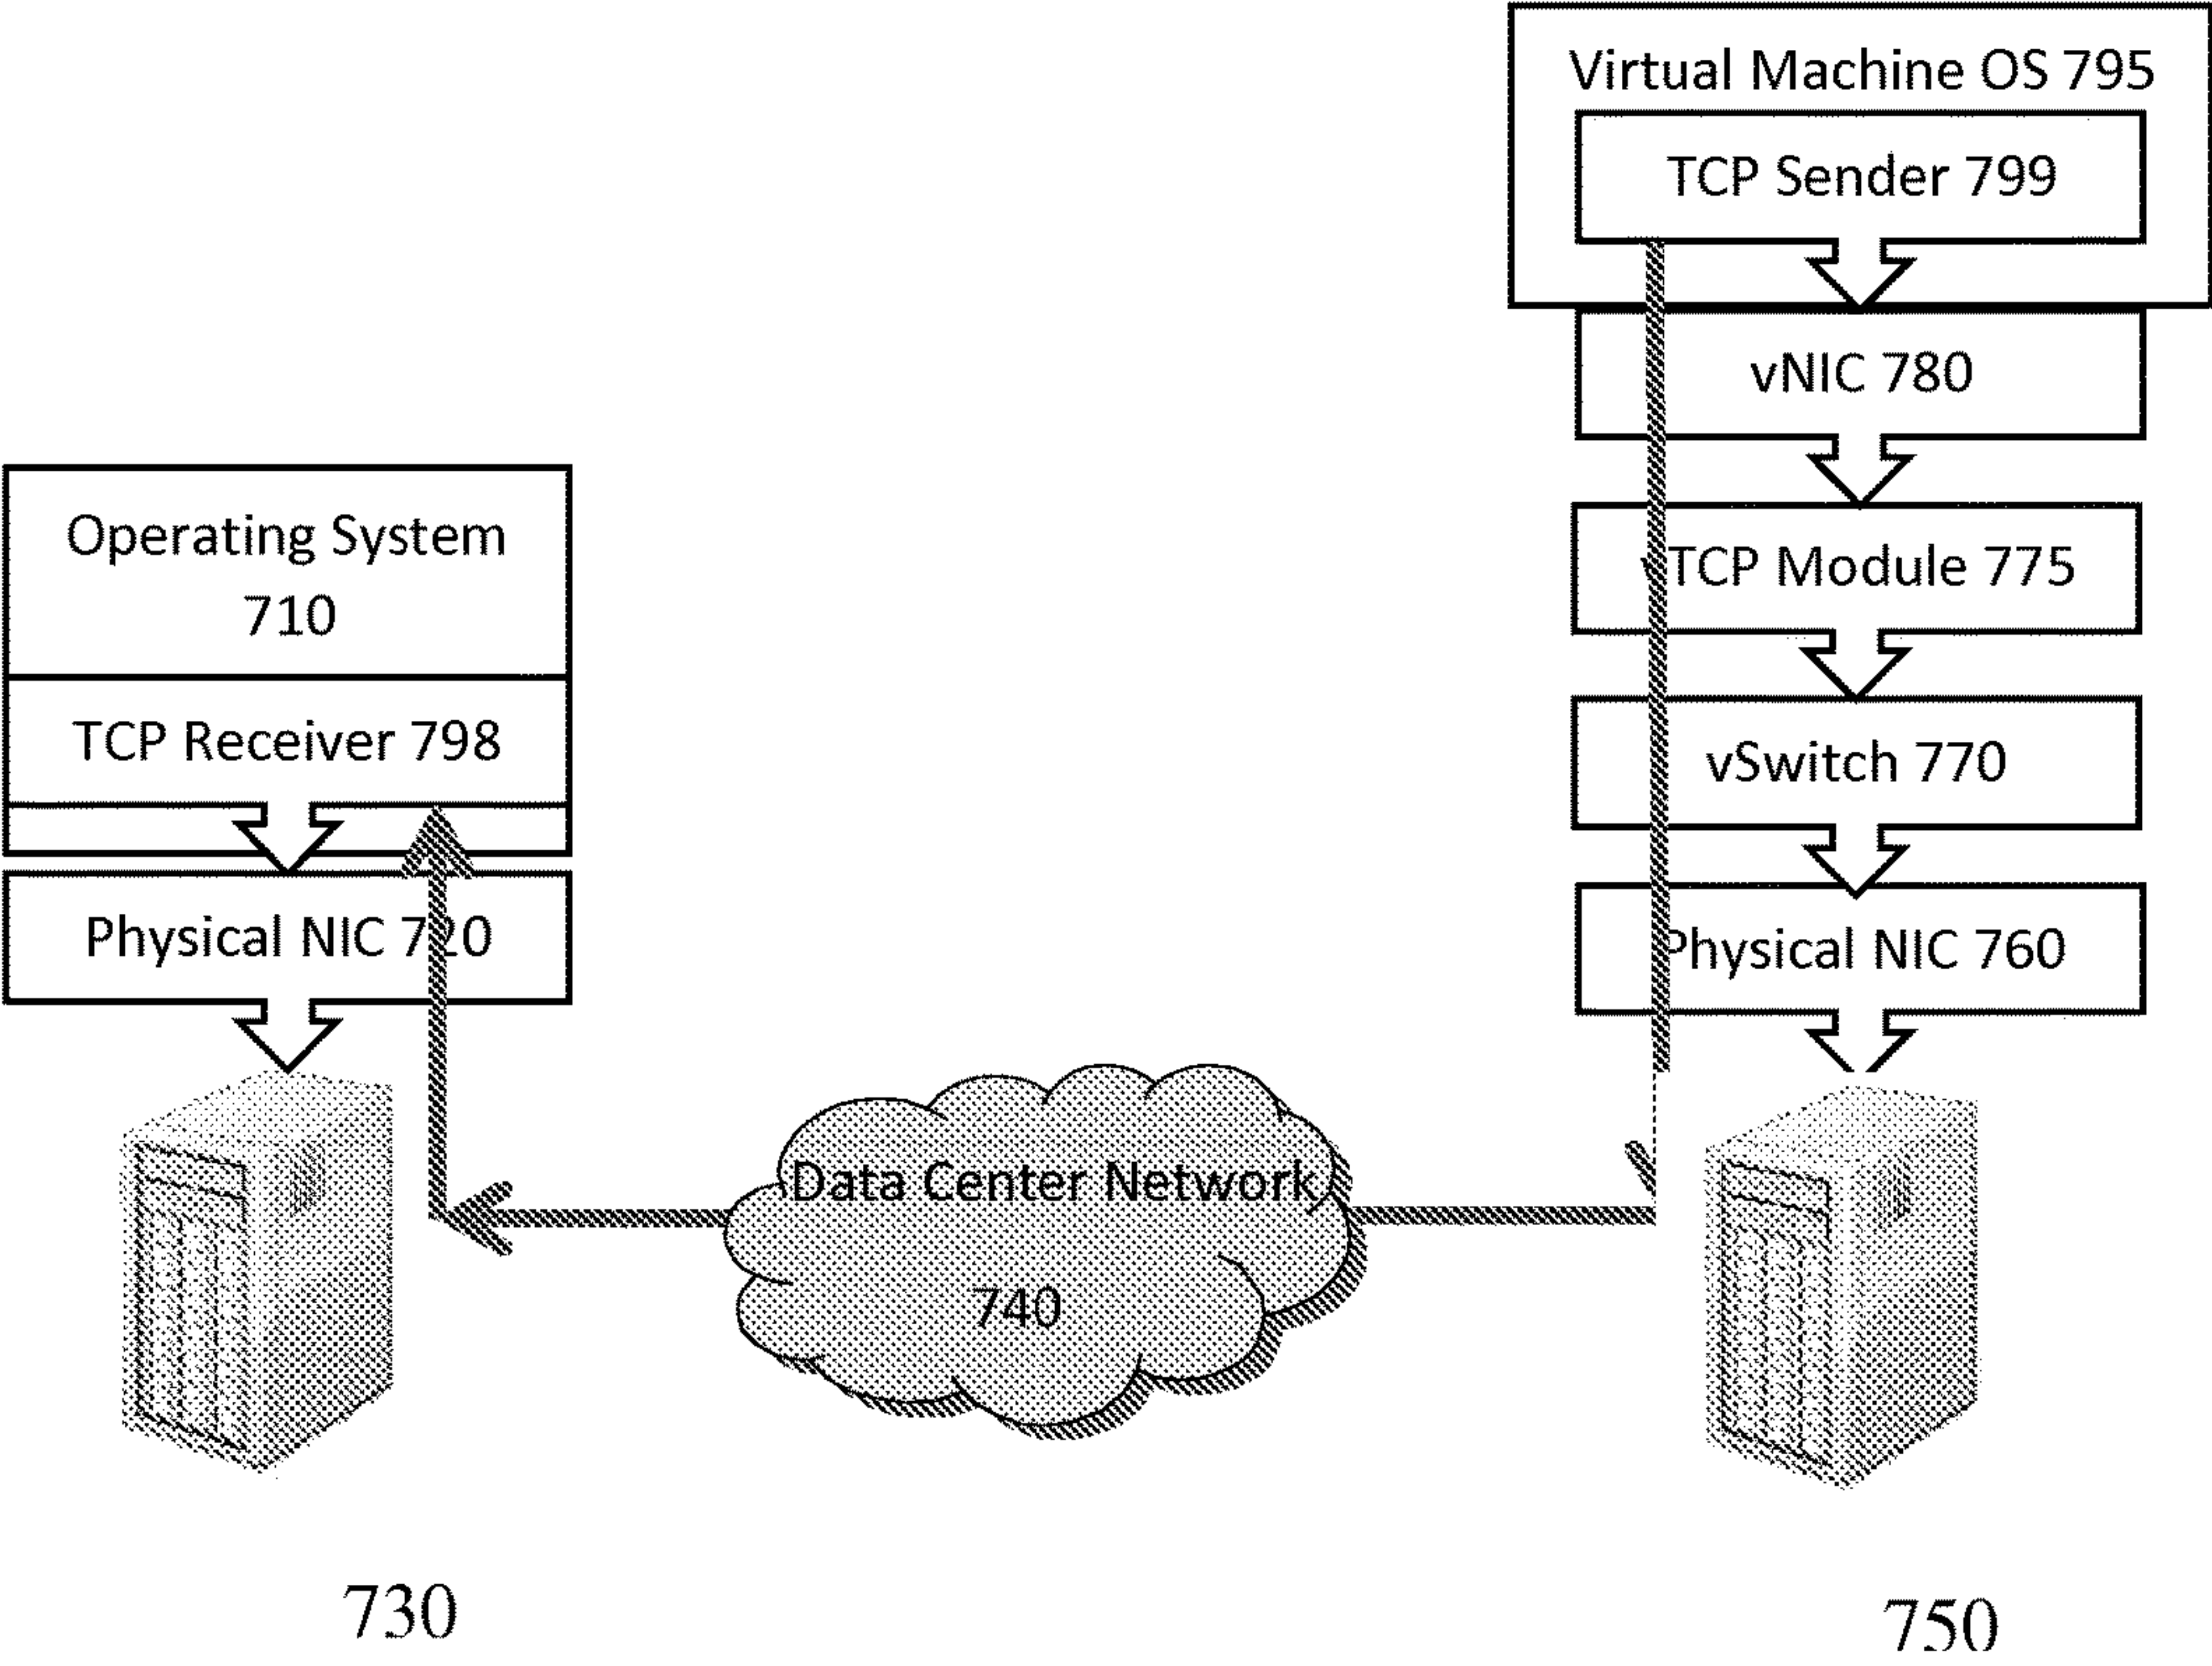 Virtual Machine OS 795
TCP Sender 799
vNIC 780
TCP Module 775
vSwitch 770
Physical NIC 760
Operating System
710
TCP Receiver 798
Physical NIC 720
Data Center Network
740
730
750